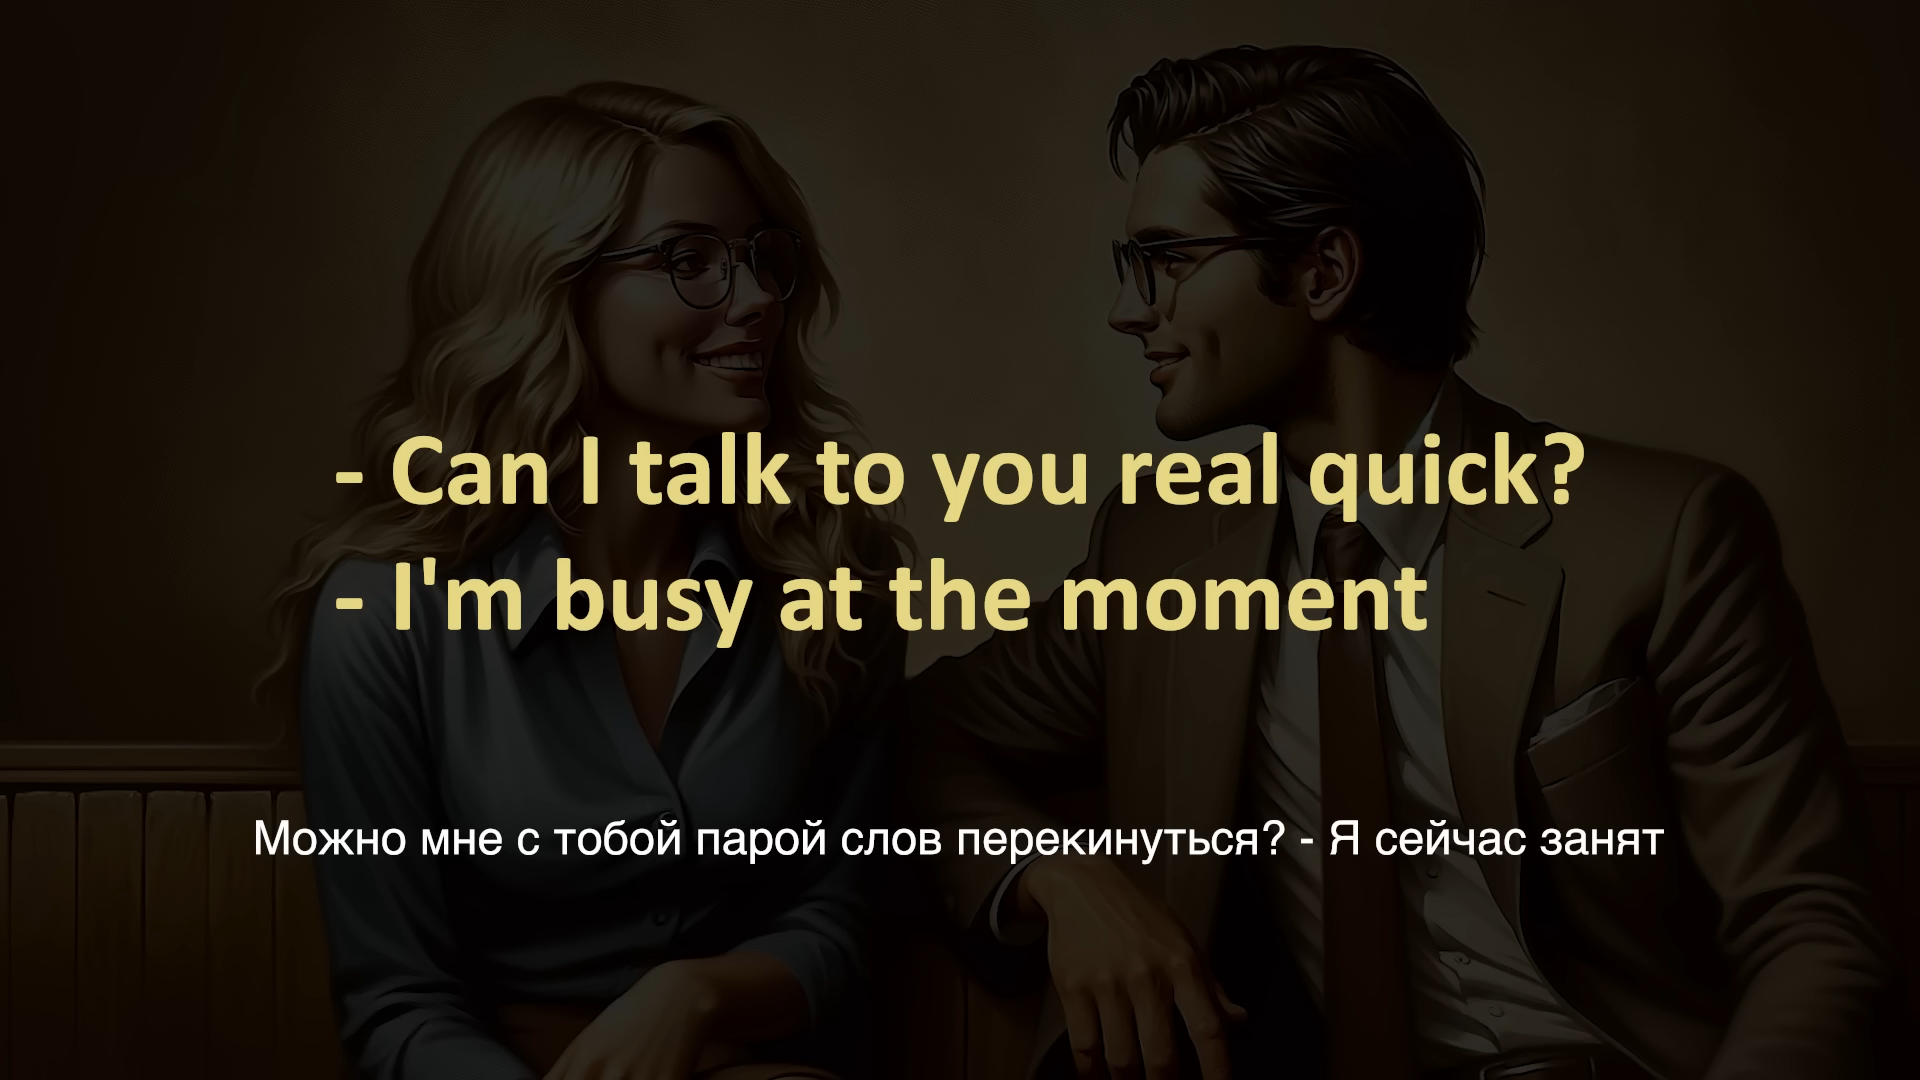 - Can I talk to you real quick?
- I'm busy at the moment
Можно мне с тобой парой слов перекинуться? - Я сейчас занят